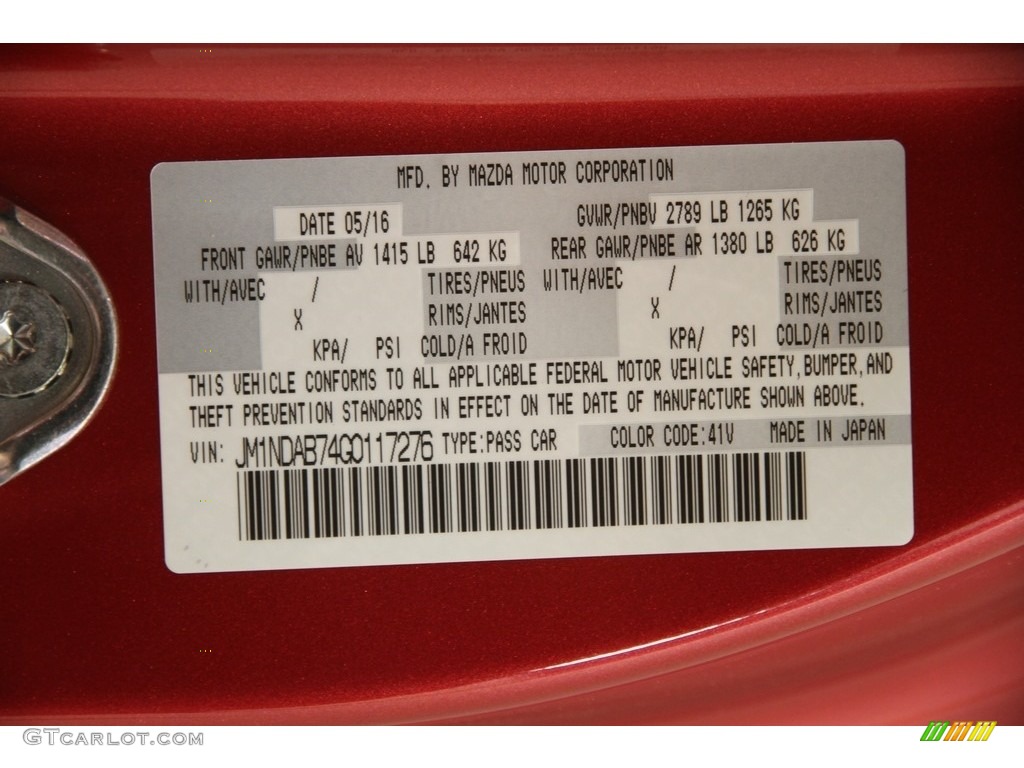 MFD. BY MAZDA MOTOR CORPORATION
DATE 05/16 GVWR/PNBV 2789 LB 1265 KG
FRONT GAWR/PNBE AV 1415 LB 642 KG REAR GAWR/PNBE AR 1380 LB 626 KG
WITH/AVEC / TIRES/PNEUS WITH/AVEC / TIRES/PNEUS
X RIMS/JANTES X RIMS/JANTES
KPA/ PSI COLD/A FROID KPA/ PSI COLD/A FROID
THIS VEHICLE CONFORMS TO ALL APPLICABLE FEDERAL MOTOR VEHICLE SAFETY,BUMPER,AND
THEFT PREVENTION STANDARDS IN EFFECT ON THE DATE OF MANUFACTURE SHOWN ABOVE.
VIN: JM1NDAB74G0117276 TYPE:PASS CAR COLOR CODE:41V MADE IN JAPAN
GTCARLOT.COM